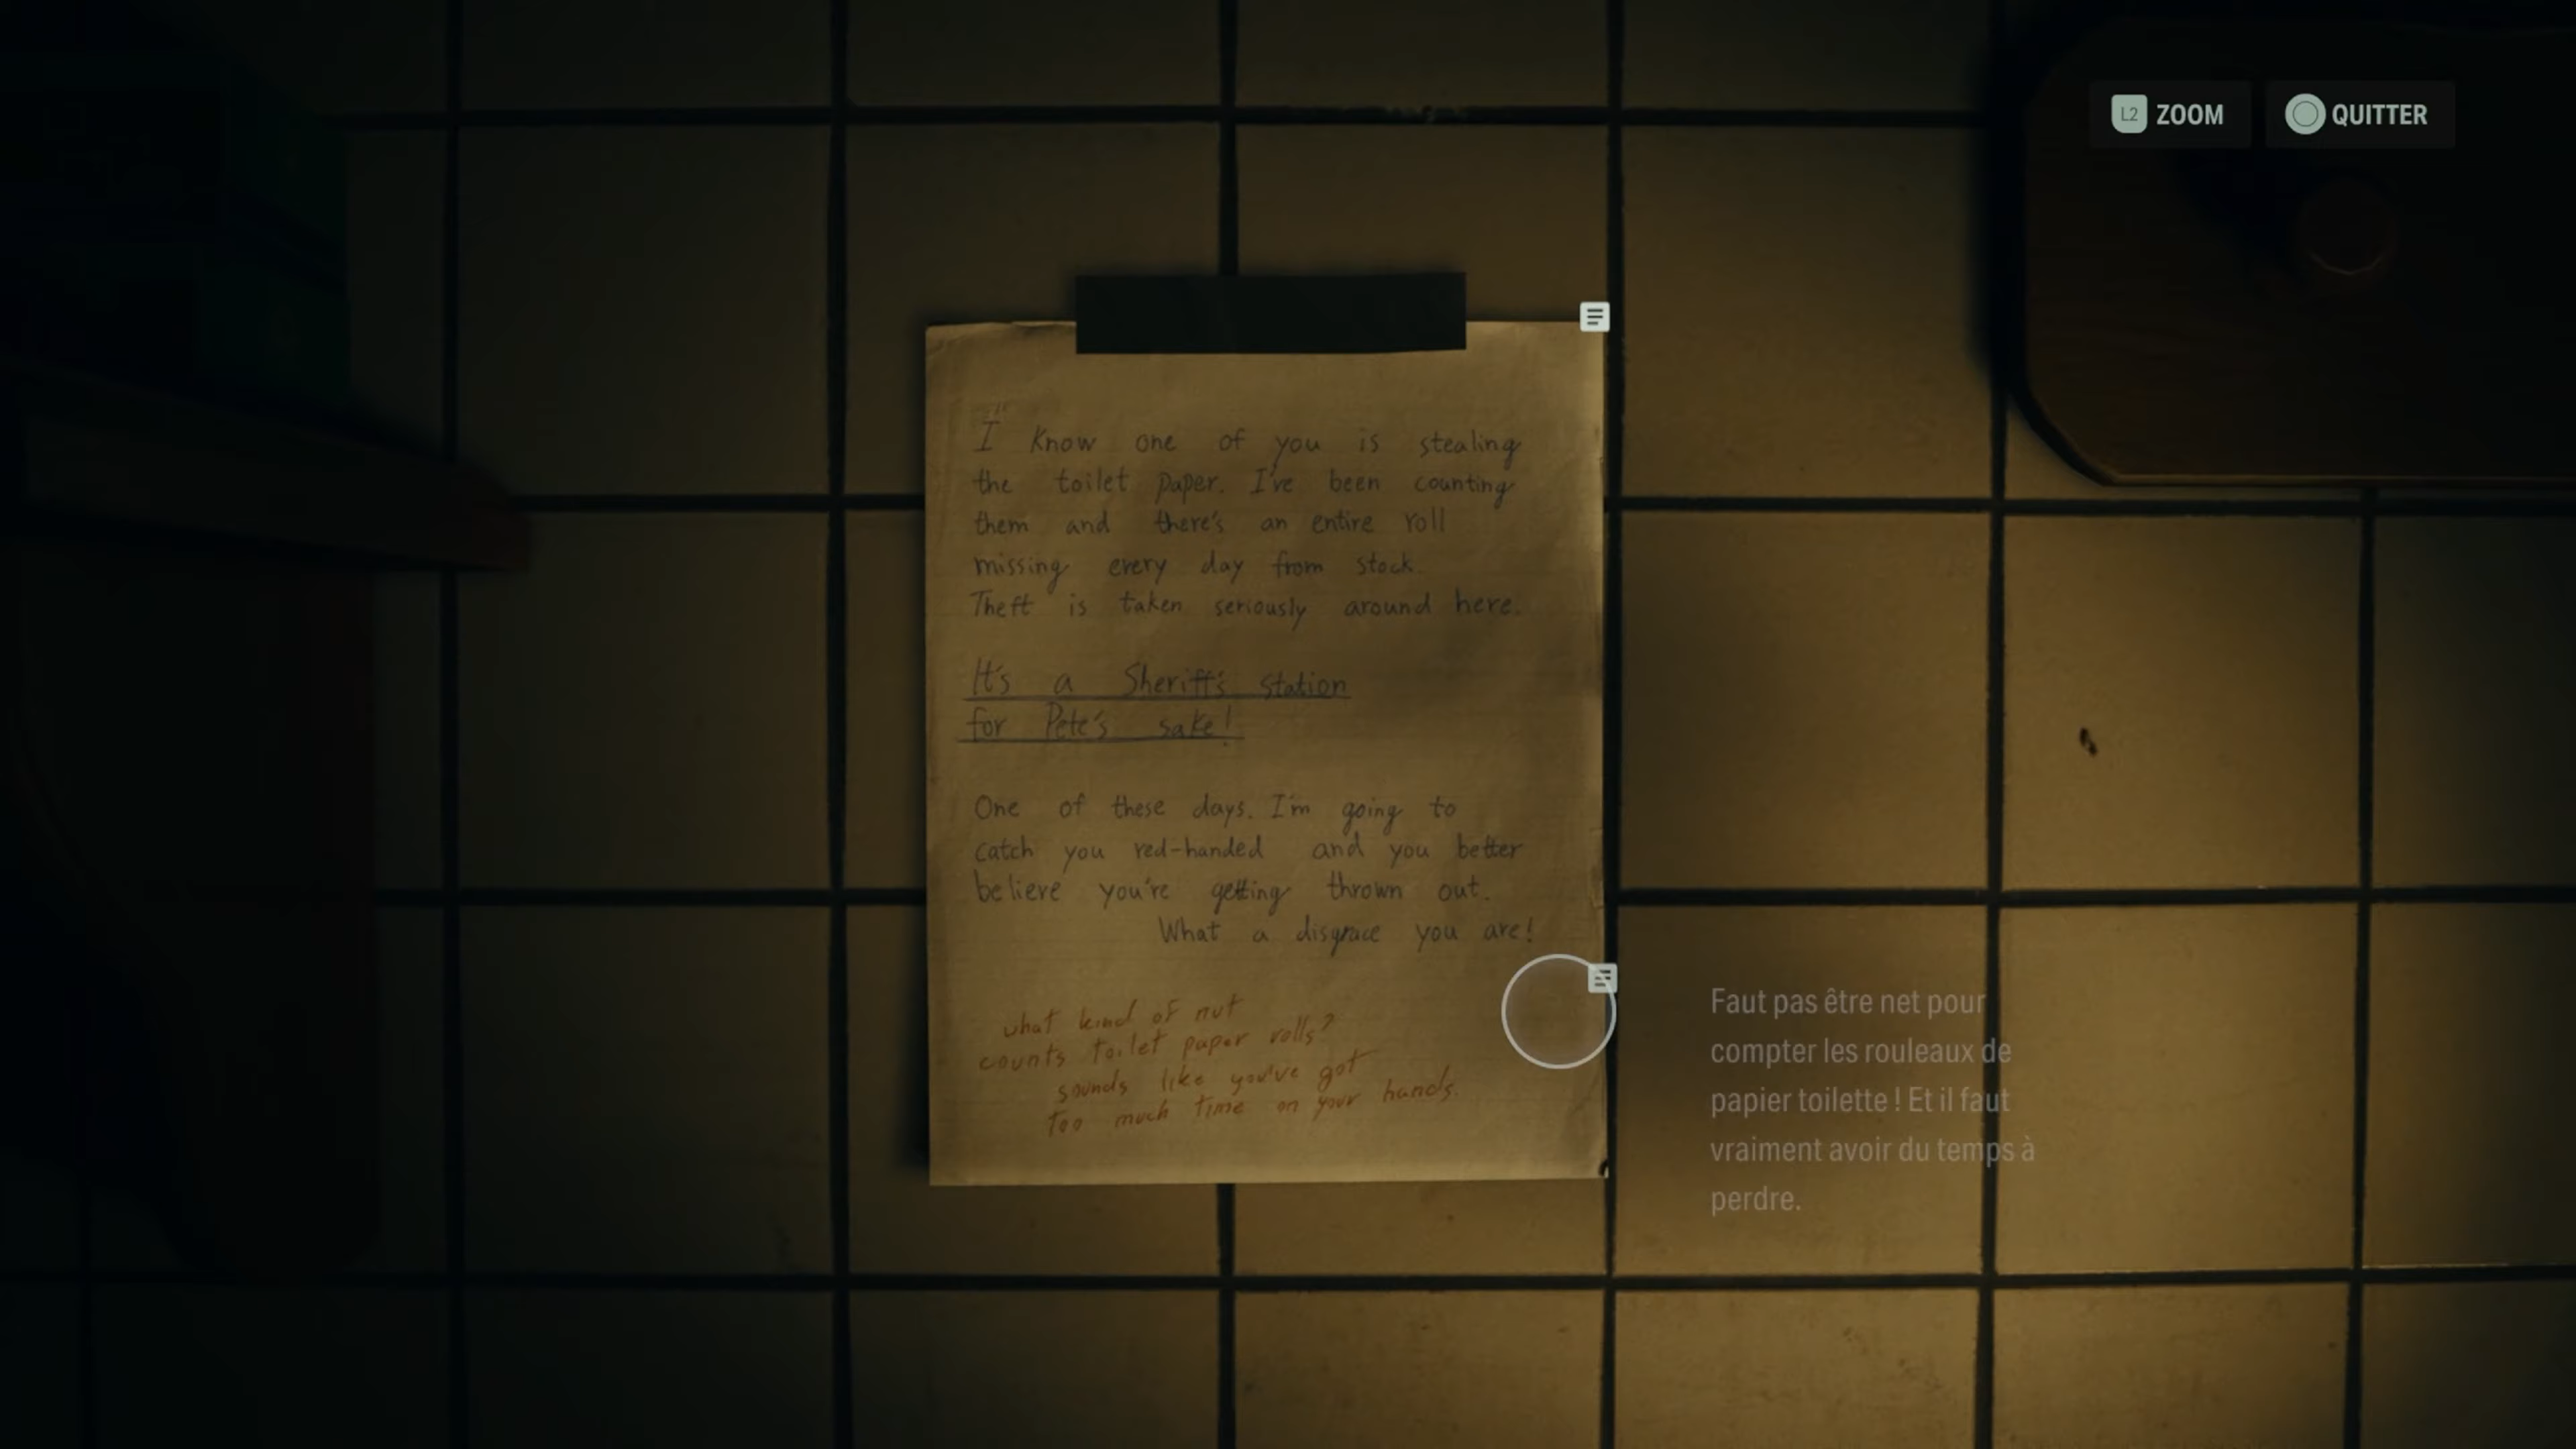 L2 ZOOM
QUITTER
I Know one of you is stealing
the toilet paper. I've been counting
them and there's an entire roll
missing every day from stock.
Theft is taken seriously around here.
It's a Sheriff's station
for Pete's sake!
One of these days. I'm going to
catch you red-handed and you better
believe you're getting thrown out.
What a disgrace you are!
what kind of nut
counts toilet paper rolls?
sounds like you've got
too much time on your hands.
Faut pas être net pour
compter les rouleaux de
papier toilette ! Et il faut
vraiment avoir du temps à
perdre.